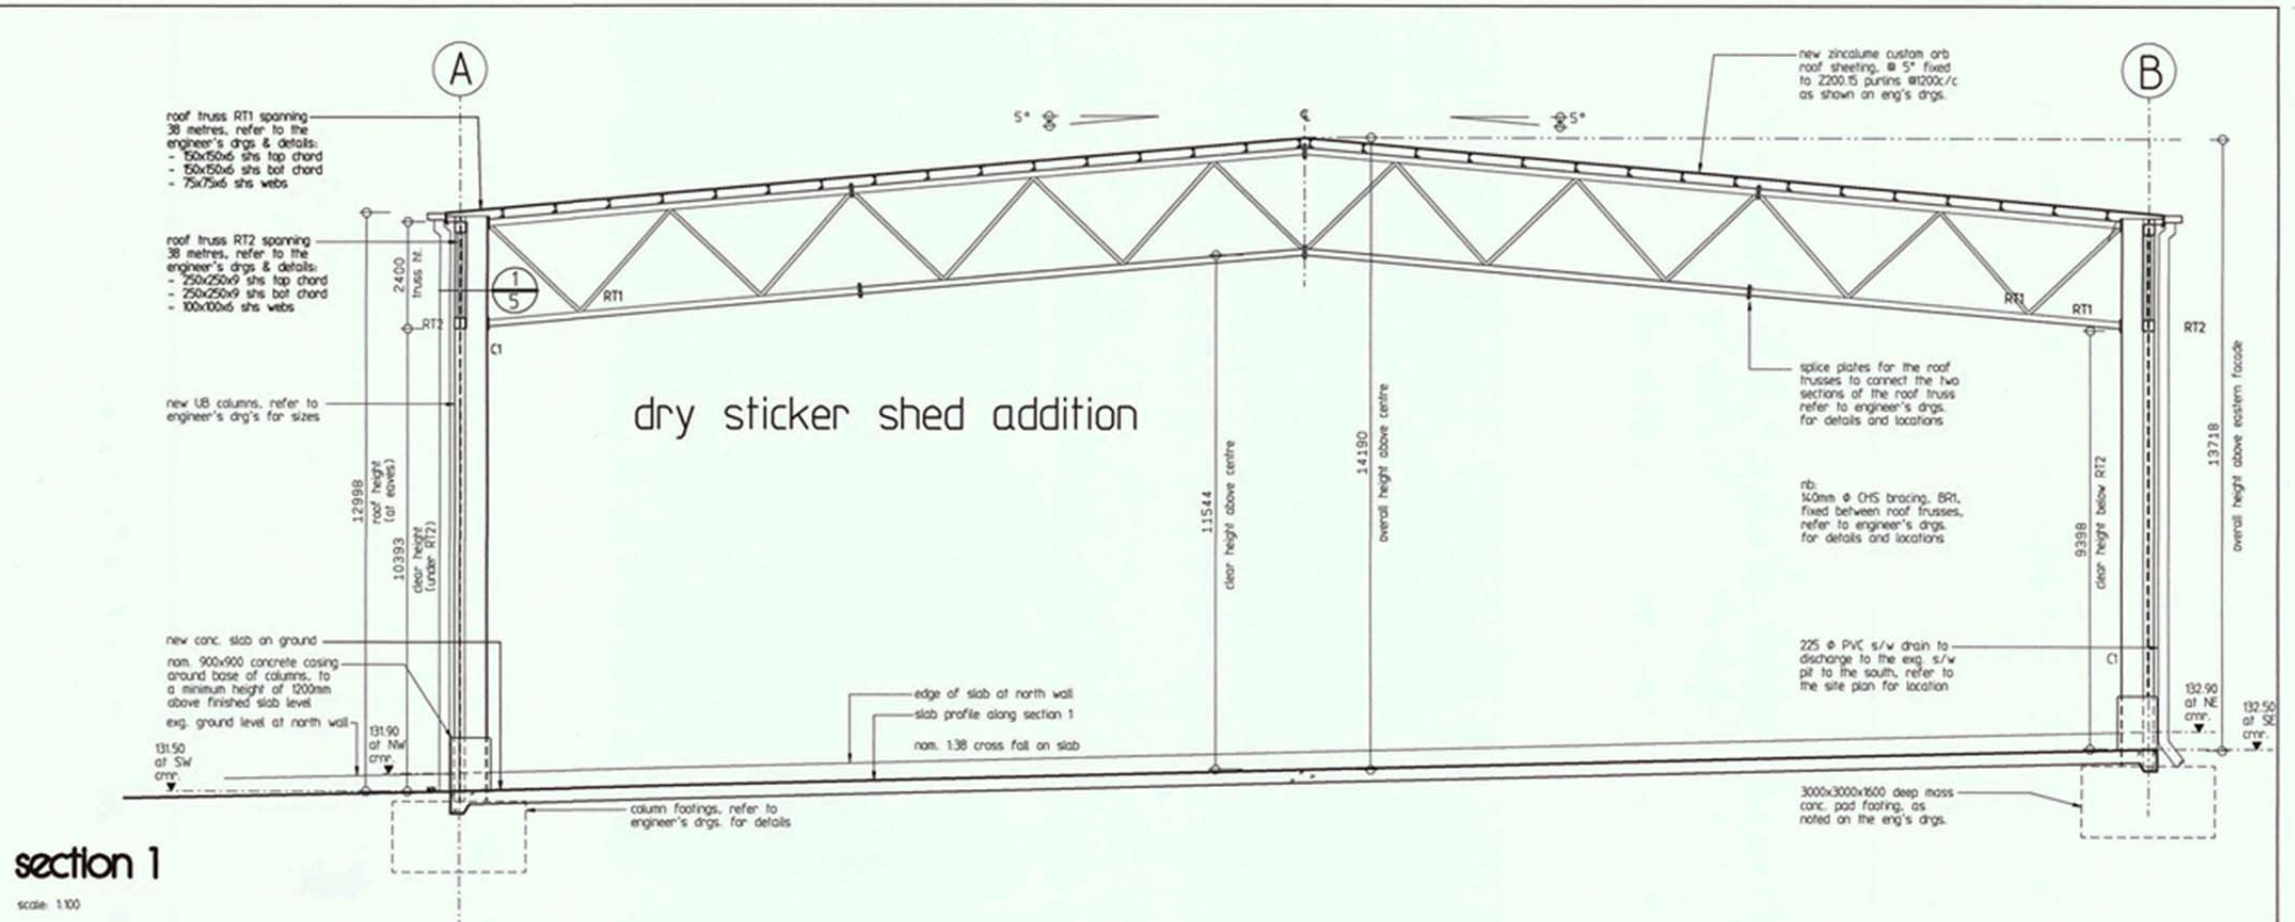 A
B
new zincalume custom orb
roof sheeting, @ 5° fixed
to Z200.15 purlins @1200c/c
as shown on eng's drgs.
5°
5°
roof truss RT1 spanning
38 metres, refer to the
engineer's drgs & details:
- 150x150x6 shs top chord
- 150x150x6 shs bot chord
- 75x75x6 shs webs
roof truss RT2 spanning
38 metres, refer to the
engineer's drgs & details:
- 250x250x9 shs top chord
- 250x250x9 shs bot chord
- 100x100x6 shs webs
2400
truss ht.
1
5
RT1
RT1
RT1
RT2
RT2
C1
splice plates for the roof
trusses to connect the two
sections of the roof truss
refer to engineer's drgs.
for details and locations
new UB columns, refer to
engineer's drg's for sizes
dry sticker shed addition
12998
roof height
(at eaves)
10393
clear height
(under RT2)
11544
clear height above centre
14190
overall height above centre
nb:
140mm Φ CHS bracing, BR1,
fixed between roof trusses,
refer to engineer's drgs.
for details and locations
9398
clear height below RT2
13718
overall height above eastern facade
new conc. slab on ground
nom. 900x900 concrete casing
around base of columns, to
a minimum height of 1200mm
above finished slab level
exg. ground level at north wall
131.50
at SW
cnr.
131.90
at NW
cnr.
edge of slab at north wall
slab profile along section 1
nom. 1:38 cross fall on slab
225 Φ PVC s/w drain to
discharge to the exg. s/w
pit to the south, refer to
the site plan for location
C1
132.90
at NE
cnr.
132.50
at SE
cnr.
column footings, refer to
engineer's drgs. for details
3000x3000x1600 deep mass
conc. pad footing, as
noted on the eng's drgs.
section 1
scale: 1:100